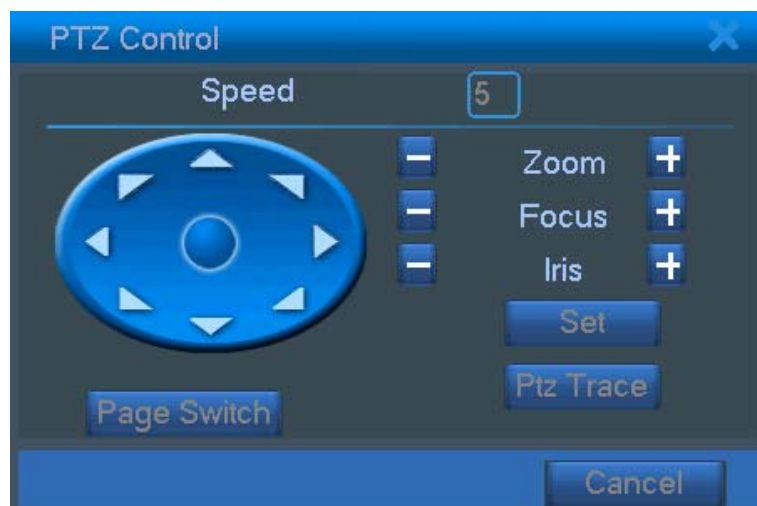 PTZ Control
Speed 5
− Zoom +
− Focus +
− Iris +
Set
Ptz Trace
Page Switch
Cancel